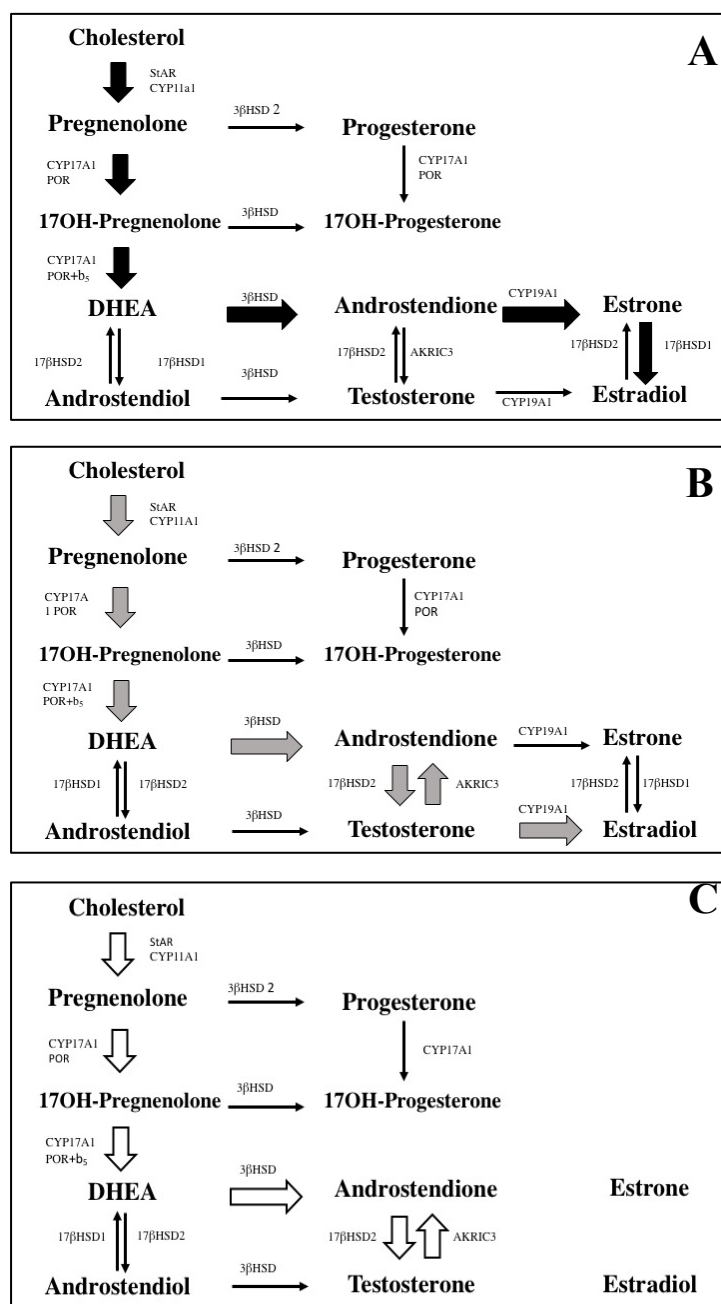 Cholesterol
A
StAR
CYP11a1
Pregnenolone 3βHSD 2 Progesterone
CYP17A1
POR
CYP17A1
POR
17OH-Pregnenolone 3βHSD 17OH-Progesterone
CYP17A1
POR+b₅
DHEA 3βHSD Androstendione CYP19A1 Estrone
17βHSD2 17βHSD1 17βHSD2 AKRIC3 17βHSD2 17βHSD1
Androstendiol 3βHSD Testosterone CYP19A1 Estradiol
Cholesterol
B
StAR
CYP11A1
Pregnenolone 3βHSD 2 Progesterone
CYP17A
1 POR
CYP17A1
POR
17OH-Pregnenolone 3βHSD 17OH-Progesterone
CYP17A1
POR+b₅
DHEA 3βHSD Androstendione CYP19A1 Estrone
17βHSD1 17βHSD2 17βHSD2 AKRIC3 17βHSD2 17βHSD1
Androstendiol 3βHSD Testosterone CYP19A1 Estradiol
Cholesterol
C
StAR
CYP11A1
Pregnenolone 3βHSD 2 Progesterone
CYP17A1
POR
CYP17A1
17OH-Pregnenolone 3βHSD 17OH-Progesterone
CYP17A1
POR+b₅
DHEA 3βHSD Androstendione Estrone
17βHSD1 17βHSD2 17βHSD2 AKRIC3
Androstendiol 3βHSD Testosterone Estradiol